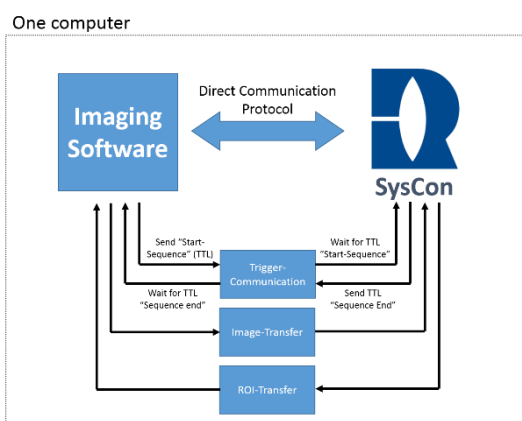 One computer
Imaging
Software
Direct Communication
Protocol
SysCon
Send "Start-
Sequence" (TTL)
Wait for TTL
"Start-Sequence"
Trigger-
Communication
Wait for TTL
"Sequence end"
Send TTL
"Sequence End"
Image-Transfer
ROI-Transfer